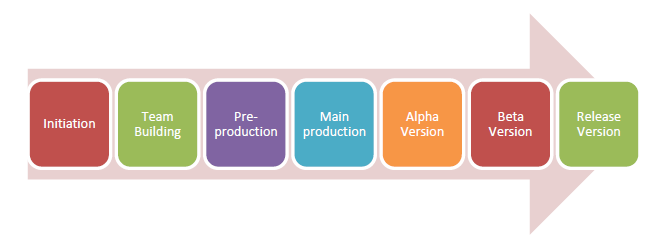 Initiation
Team
Building
Pre-
production
Main
production
Alpha
Version
Beta
Version
Release
Version